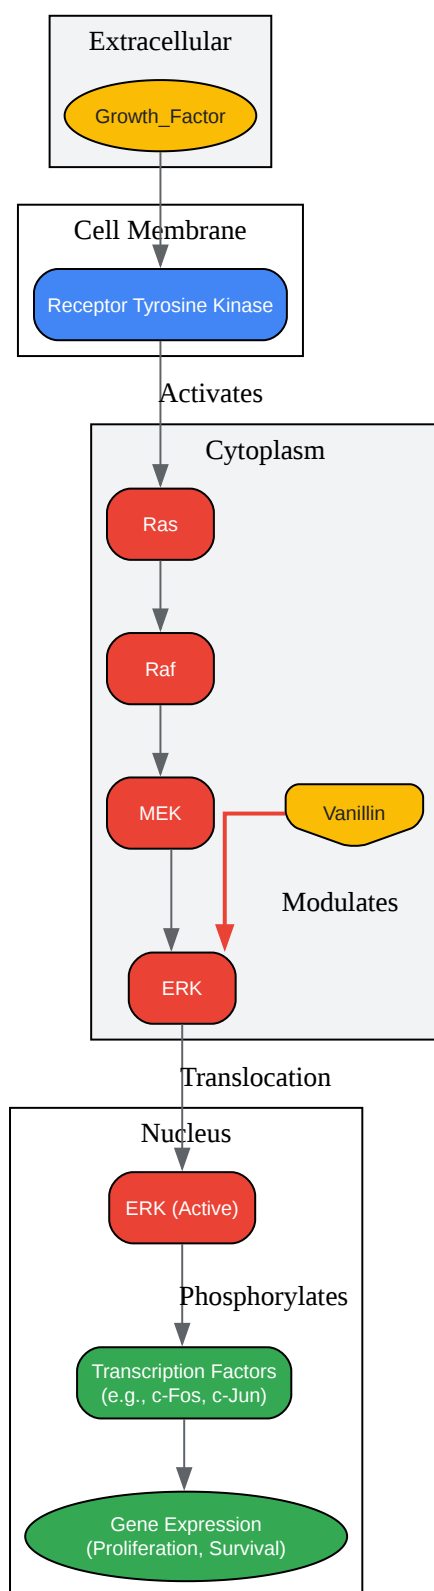 Extracellular
Growth_Factor
Cell Membrane
Receptor Tyrosine Kinase
Activates
Cytoplasm
Ras
Raf
MEK
Vanillin
Modulates
ERK
Translocation
Nucleus
ERK (Active)
Phosphorylates
Transcription Factors
(e.g., c-Fos, c-Jun)
Gene Expression
(Proliferation, Survival)